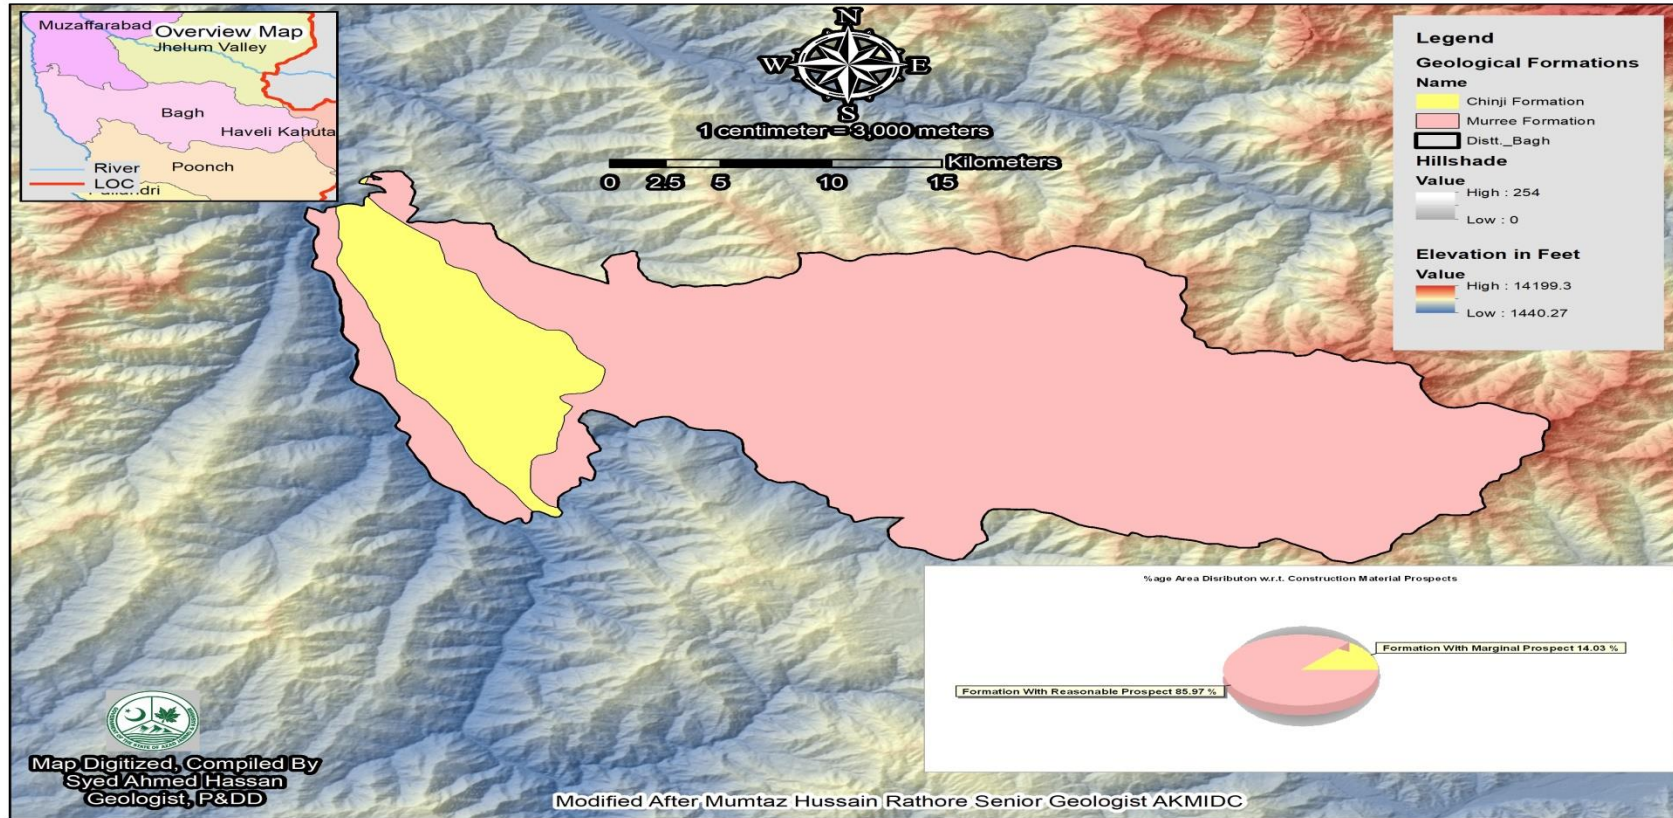 Muzaffarabad
Overview Map
Jhelum Valley
Bagh
Haveli Kahuta
Poonch
River
LOC
N
W
E
S
1 centimeter = 3,000 meters
Kilometers
0 2.5 5 10 15
Legend
Geological Formations
Name
Chinji Formation
Murree Formation
Distt._Bagh
Hillshade
Value
High : 254
Low : 0
Elevation in Feet
Value
High : 14199.3
Low : 1440.27
%age Area Disributon w.r.t. Construction Material Prospects
Formation With Marginal Prospect 14.03 %
Formation With Reasonable Prospect 85.97 %
Map Digitized, Compiled By
Syed Ahmed Hassan
Geologist, P&DD
Modified After Mumtaz Hussain Rathore Senior Geologist AKMIDC